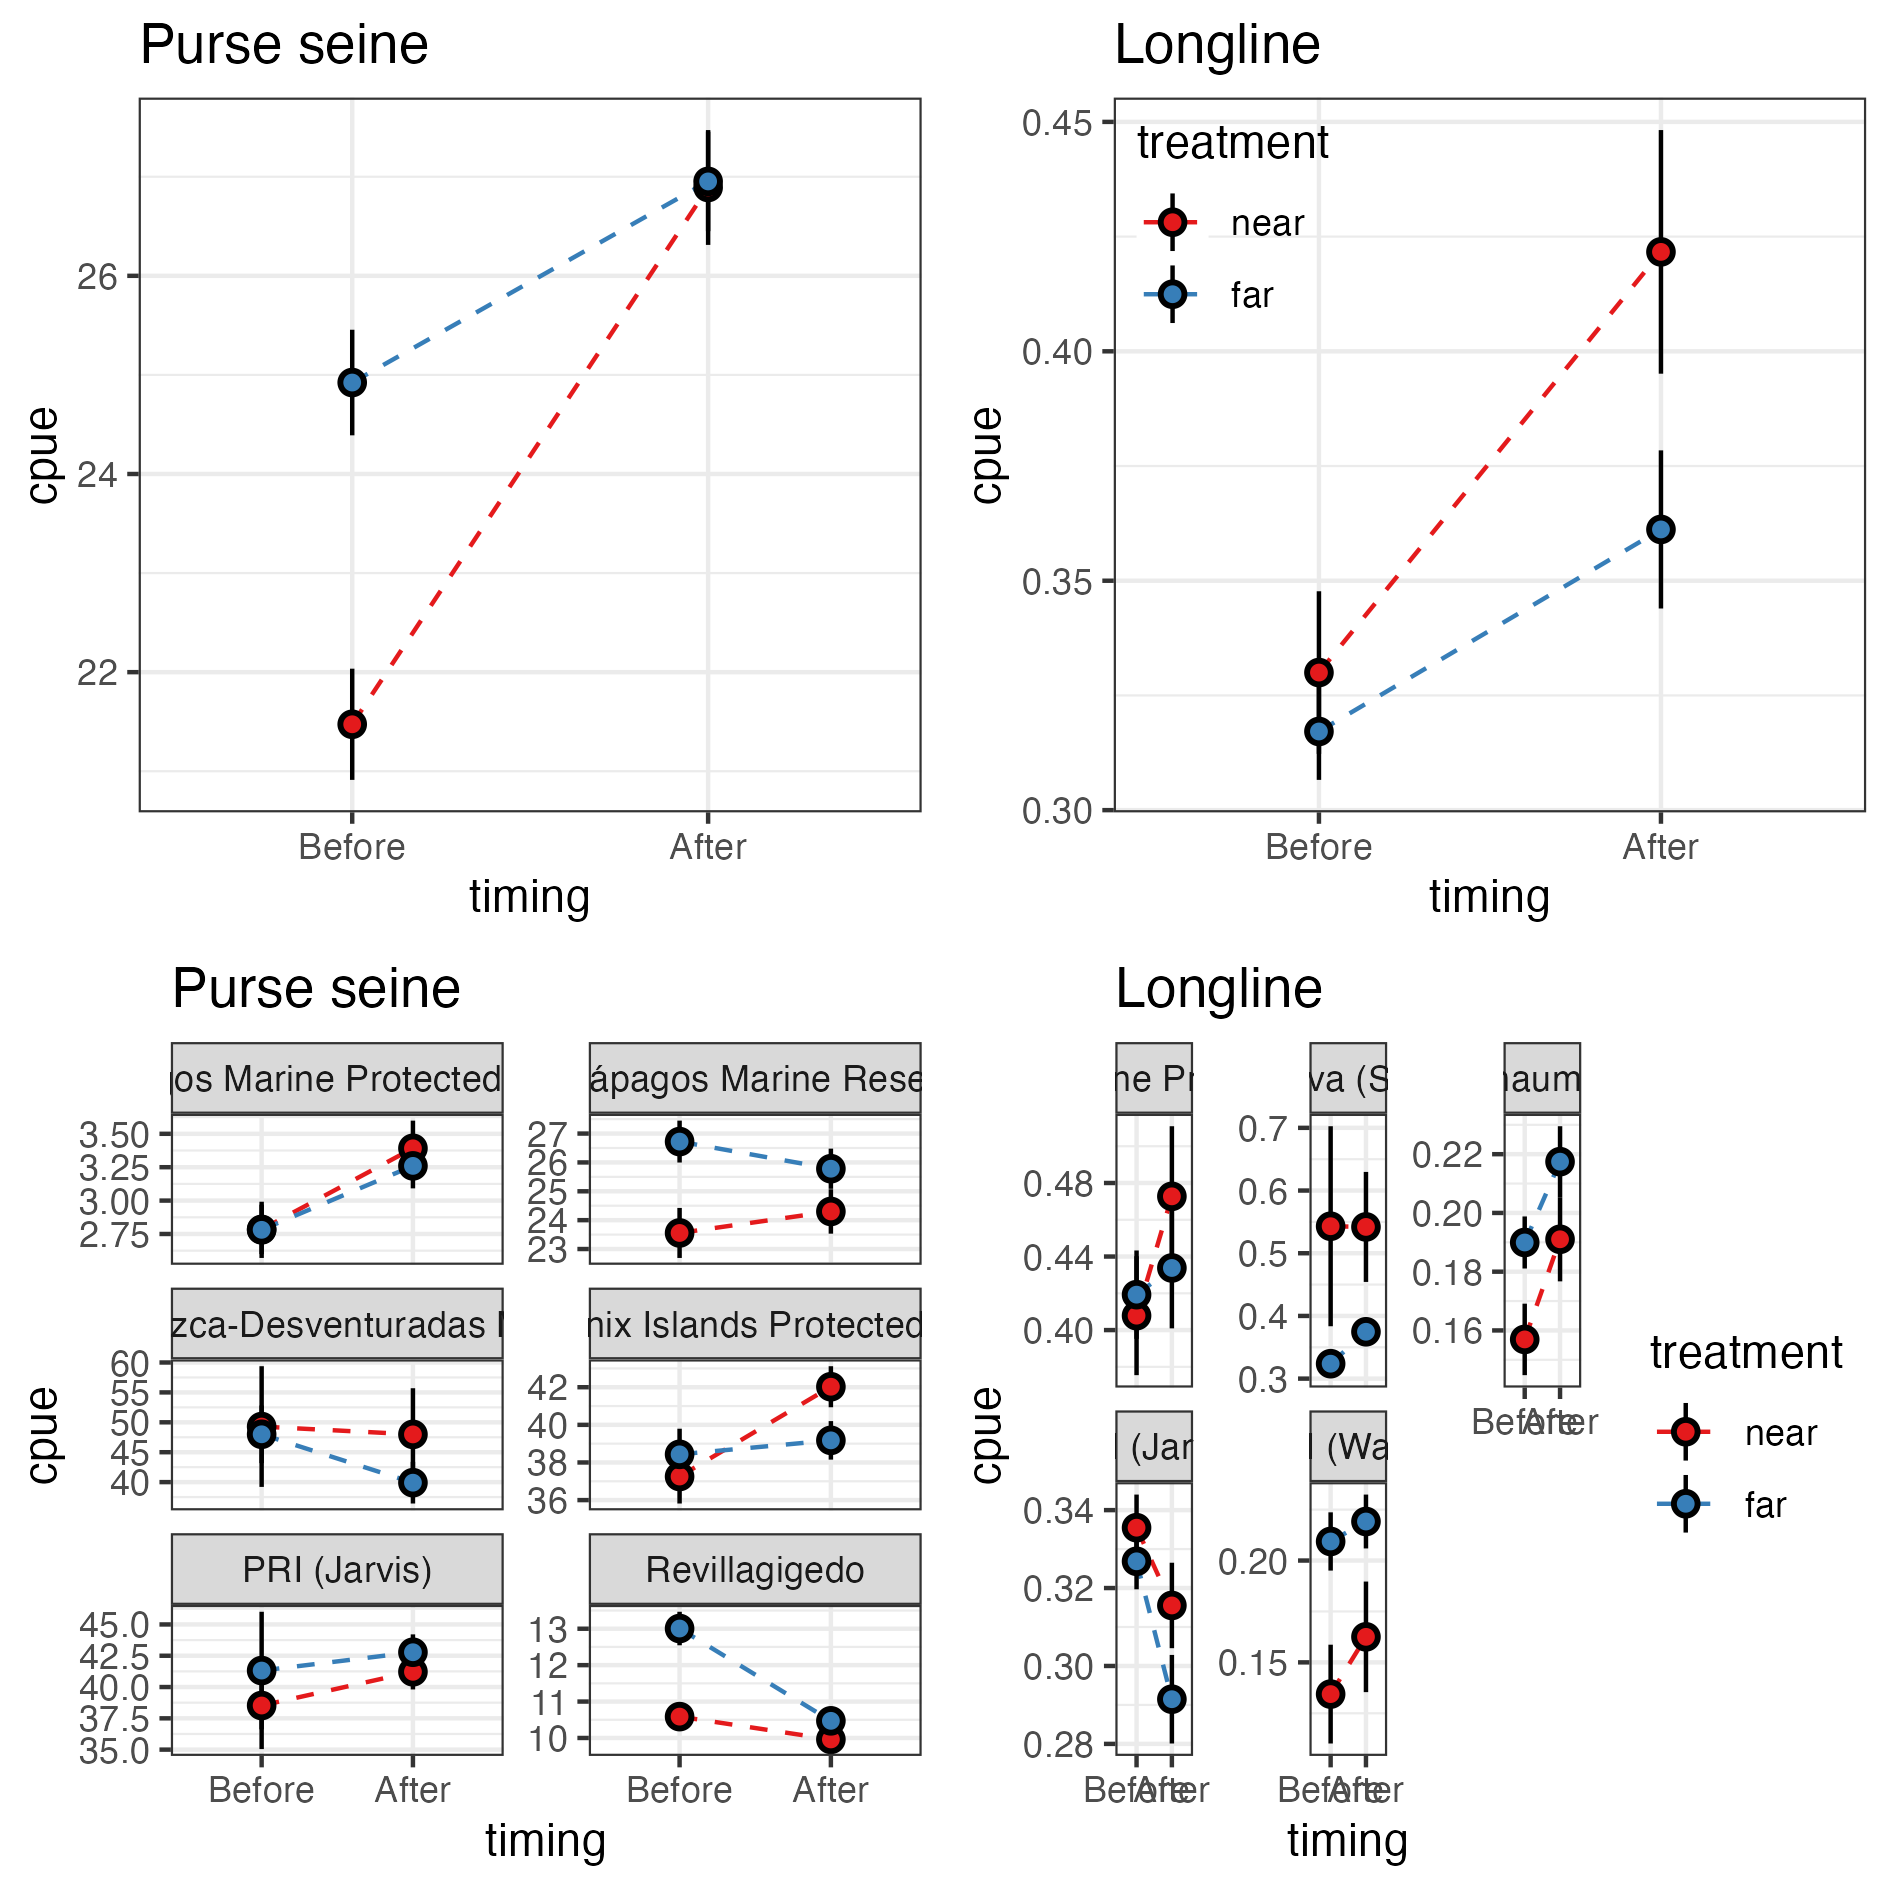 Purse seine
cpue
26
24
22
Before After
timing
Longline
cpue
0.45
0.40
0.35
0.30
treatment
near
far
Before After
timing
Purse seine
cpue
os Marine Protected
3.50
3.25
3.00
2.75
ápagos Marine Rese
27
26
25
24
23
zca-Desventuradas
60
55
50
45
40
nix Islands Protected
42
40
38
36
PRI (Jarvis)
45.0
42.5
40.0
37.5
35.0
Before After
Revillagigedo
13
12
11
10
Before After
timing
Longline
cpue
ne Pr
0.48
0.44
0.40
va (S
0.7
0.6
0.5
0.4
0.3
naum
0.22
0.20
0.18
0.16
Before After
(Jar
0.34
0.32
0.30
0.28
Before After
(Wa
0.20
0.15
Before After
timing
treatment
near
far